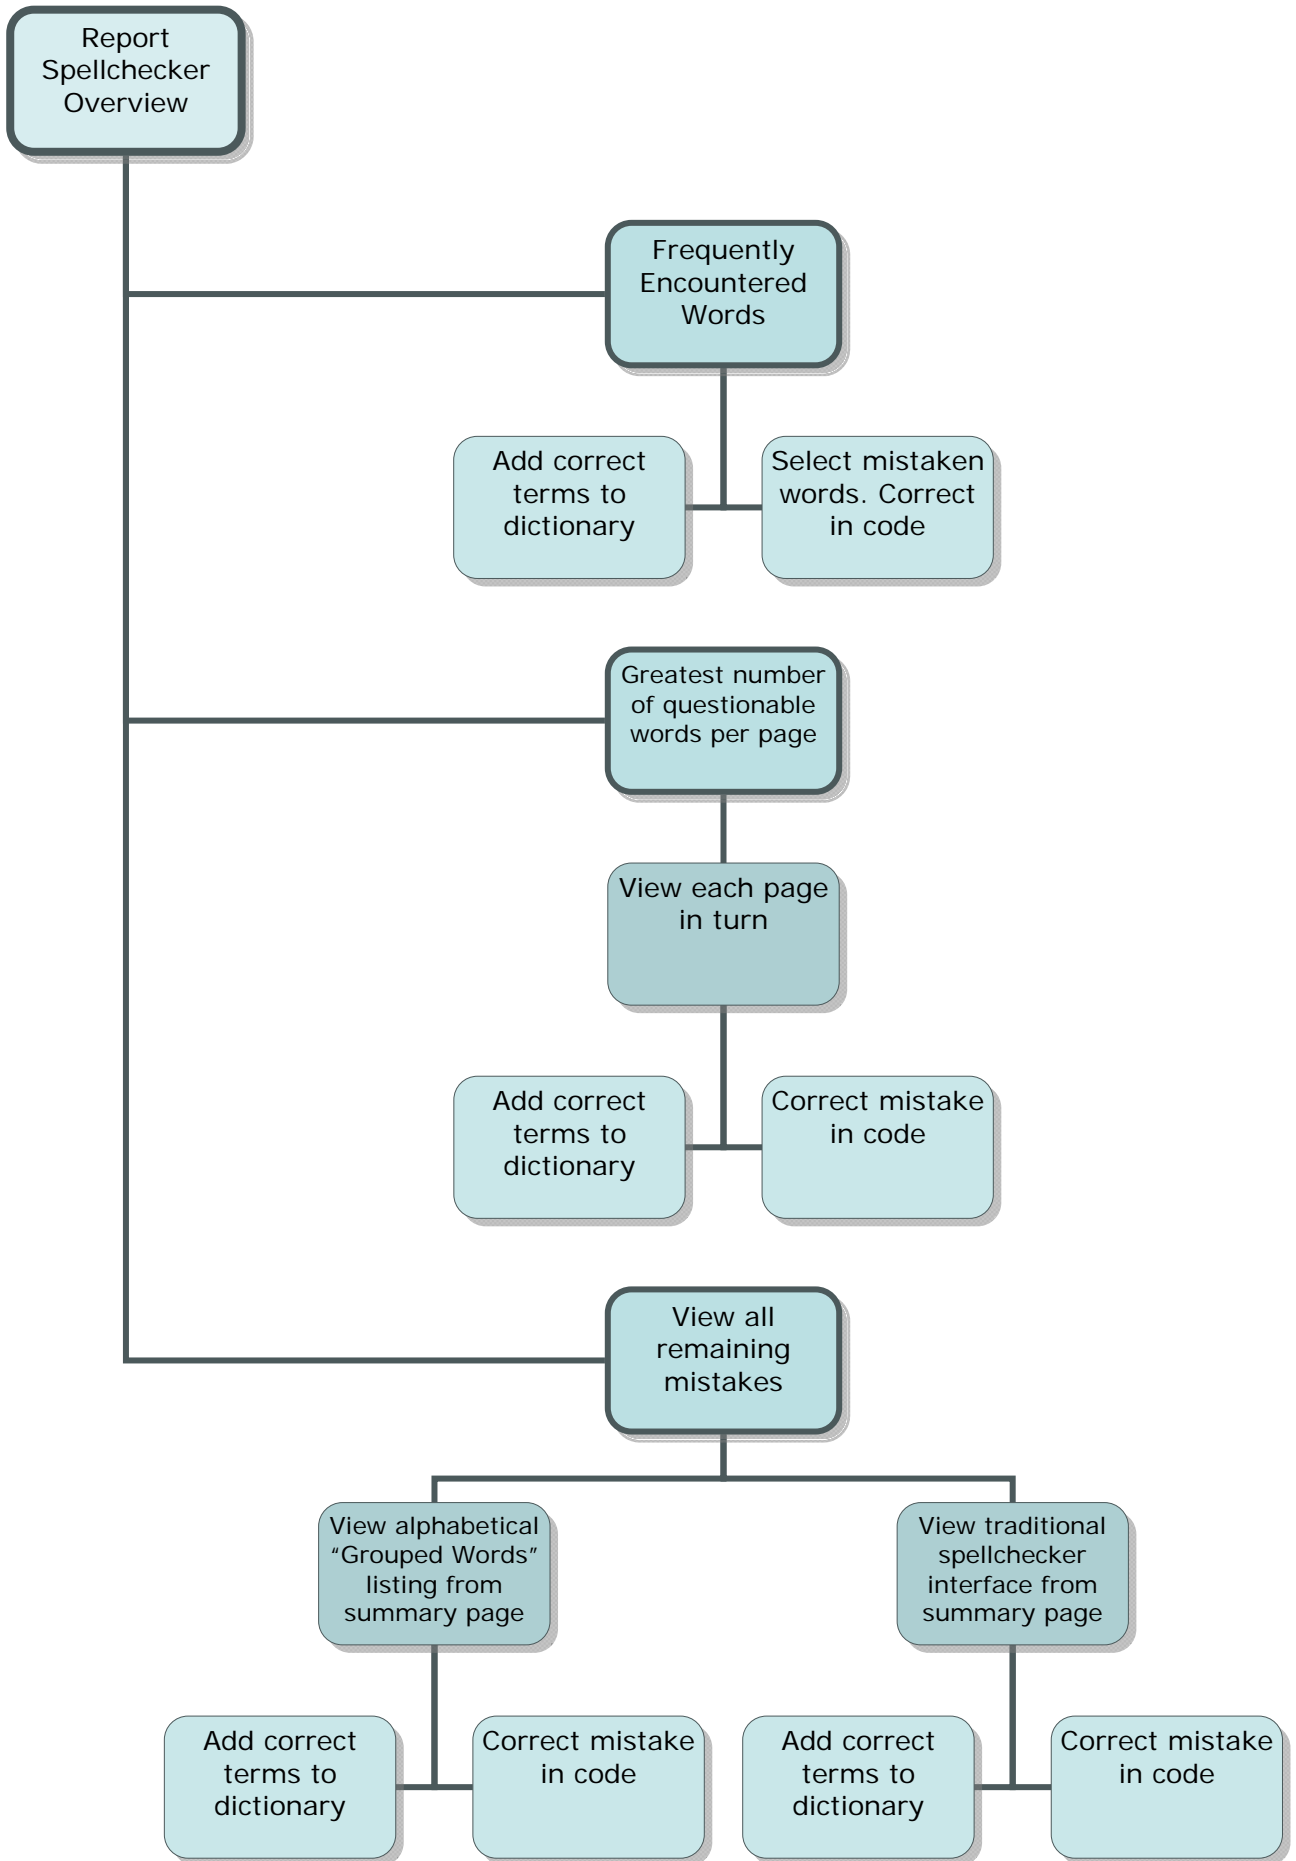 Report
Spellchecker
Overview
Frequently
Encountered
Words
Add correct
terms to
dictionary
Select mistaken
words. Correct
in code
Greatest number
of questionable
words per page
View each page
in turn
Add correct
terms to
dictionary
Correct mistake
in code
View all
remaining
mistakes
View alphabetical
“Grouped Words”
listing from
summary page
View traditional
spellchecker
interface from
summary page
Add correct
terms to
dictionary
Correct mistake
in code
Add correct
terms to
dictionary
Correct mistake
in code